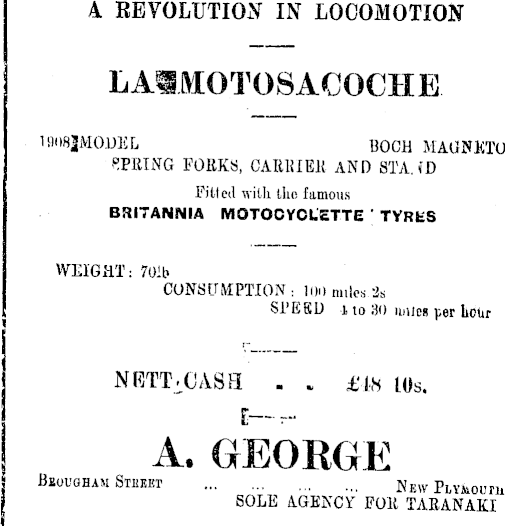 A REVOLUTION IN LOCOMOTION
LA MOTOSACOCHE
1908 MODEL BOCH MAGNETO
SPRING FORKS, CARRIER AND STAND
Fitted with the famous
BRITANNIA MOTOCYCLETTE TYRES
WEIGHT: 70lb
CONSUMPTION: 100 miles 2s
SPEED 4 to 30 miles per hour
NETT CASH . . £48 10s.
A. GEORGE
BROUGHAM STREET ... ... ... ... NEW PLYMOUTH
SOLE AGENCY FOR TARANAKI